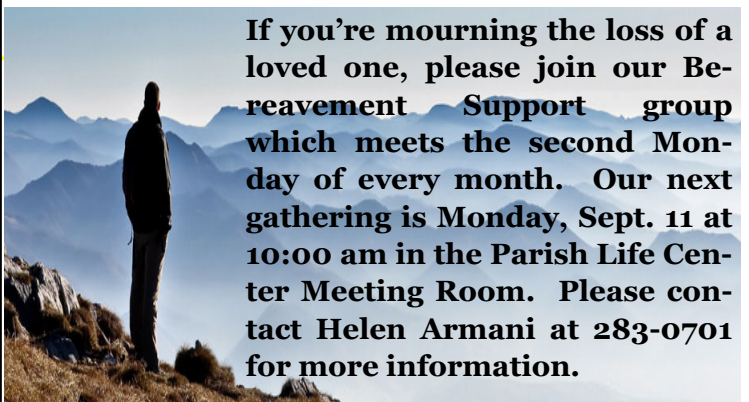 If you’re mourning the loss of a
loved one, please join our Be-
reavement Support group
which meets the second Mon-
day of every month.  Our next
gathering is Monday, Sept. 11 at
10:00 am in the Parish Life Cen-
ter Meeting Room.  Please con-
tact Helen Armani at 283-0701
for more information.